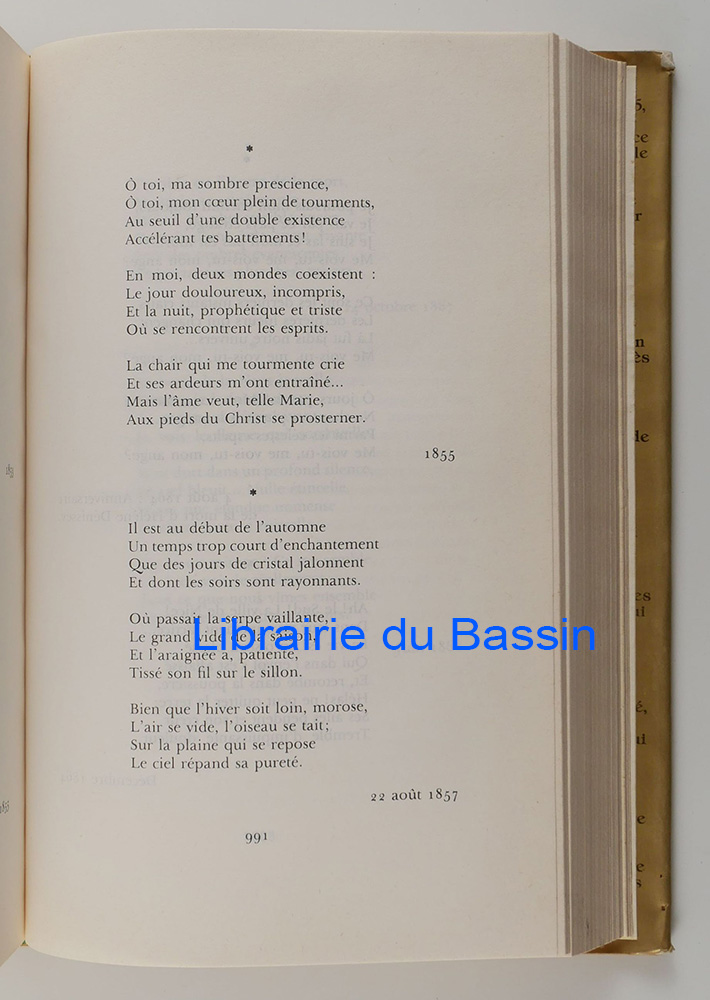 *
Ò toi, ma sombre prescience,
Ò toi, mon cœur plein de tourments,
Au seuil d'une double existence
Accélérant tes battements!
En moi, deux mondes coexistent :
Le jour douloureux, incompris,
Et la nuit, prophétique et triste
Où se rencontrent les esprits.
La chair qui me tourmente crie
Et ses ardeurs m'ont entraîné...
Mais l'âme veut, telle Marie,
Aux pieds du Christ se prosterner.
1855
*
Il est au début de l'automne
Un temps trop court d'enchantement
Que des jours de cristal jalonnent
Et dont les soirs sont rayonnants.
Où passait la serpe vaillante,
Le grand vide de la saison,
Librairie du Bassin
Et l'araignée a, patiente,
Tissé son fil sur le sillon.
Bien que l'hiver soit loin, morose,
L'air se vide, l'oiseau se tait;
Sur la plaine qui se repose
Le ciel répand sa pureté.
22 août 1857
991